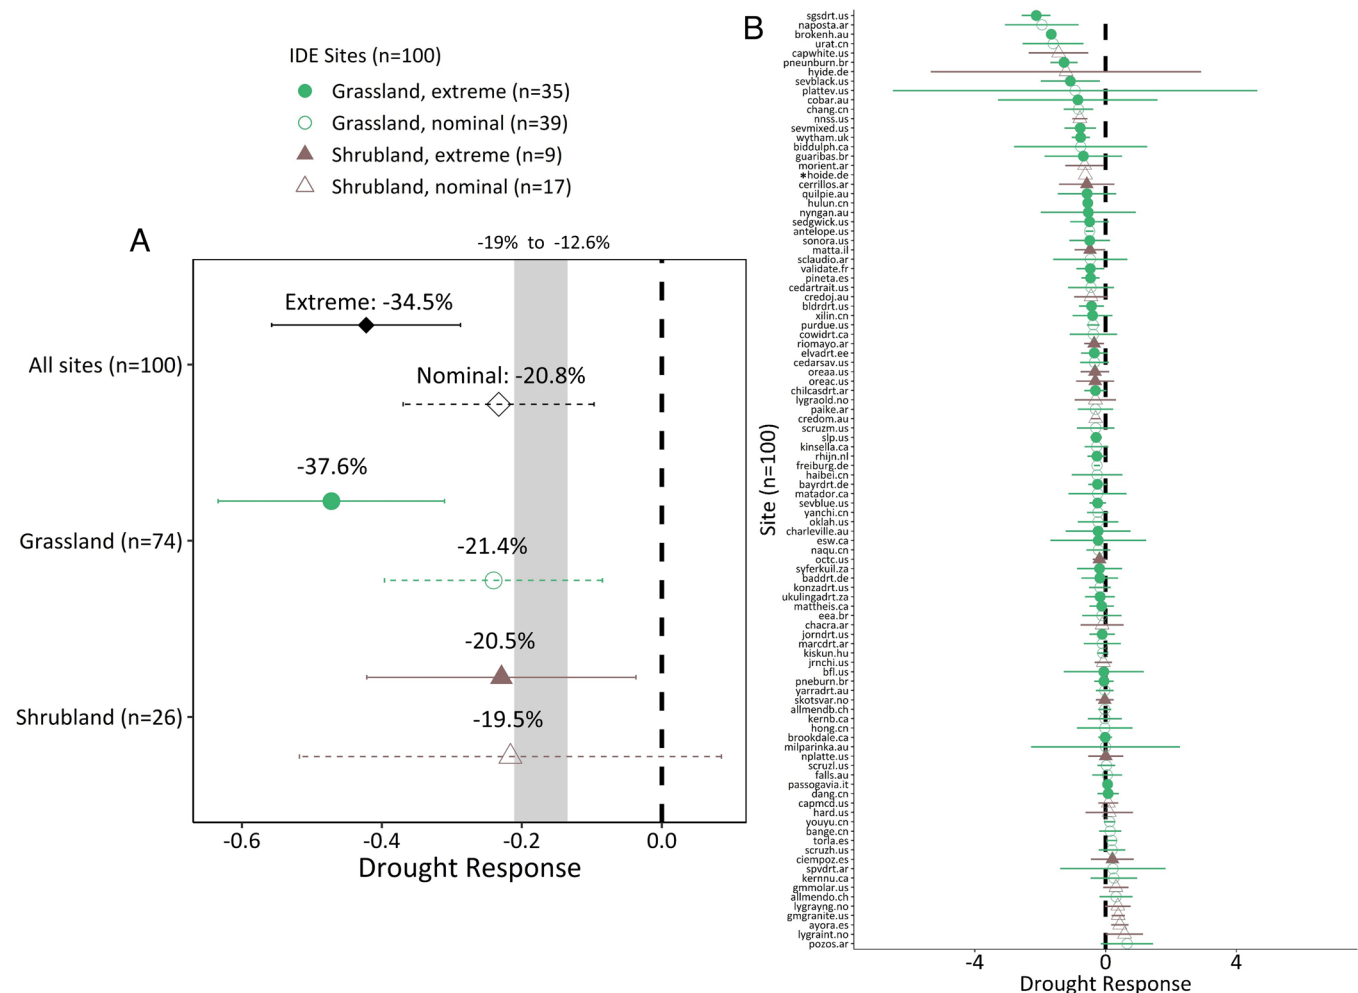 IDE Sites (n=100)
Grassland, extreme (n=35)
Grassland, nominal (n=39)
Shrubland, extreme (n=9)
Shrubland, nominal (n=17)
A
-19% to -12.6%
Extreme: -34.5%
All sites (n=100)
Nominal: -20.8%
-37.6%
Grassland (n=74)
-21.4%
-20.5%
Shrubland (n=26)
-19.5%
-0.6
-0.4
-0.2
0.0
Drought Response
B
Site (n=100)
sgsdrt.us
naposta.ar
brokenh.au
urat.cn
capwhite.us
pneunburn.br
hyide.de
sevblack.us
plattev.us
cobar.au
chang.cn
nnss.us
sevmixed.us
wytham.uk
biddulph.ca
guaribas.br
morient.ar
*hoide.de
cerrillos.ar
quilpie.au
hulun.cn
nyngan.au
sedgwick.us
antelope.us
sonora.us
matta.il
sclaudio.ar
validate.fr
pineta.es
cedartrait.us
credoj.au
bldrdrt.us
xilin.cn
purdue.us
cowidrt.ca
riomayo.ar
elvadrt.ee
cedarsav.us
oreaa.us
oreac.us
chilcasdrt.ar
lygraold.no
paike.ar
credom.au
scruzm.us
slp.us
kinsella.ca
rhijn.nl
freiburg.de
haibei.cn
bayrdrt.de
matador.ca
sevblue.us
yanchi.cn
oklah.us
charleville.au
esw.ca
naqu.cn
octc.us
syferkuil.za
baddrt.de
konzadrt.us
ukulingadrt.za
mattheis.ca
eea.br
chacra.ar
jorndrt.us
marcdrt.ar
kiskun.hu
jrnchi.us
bfl.us
pneburn.br
yarradrt.au
skotsvar.no
allmendb.ch
kernb.ca
hong.cn
brookdale.ca
milparinka.au
nplatte.us
scruzl.us
falls.au
passogavia.it
dang.cn
capmcd.us
hard.us
youyu.cn
bange.cn
torla.es
scruzh.us
ciempoz.es
spvdrt.ar
kernnu.ca
gmmolar.us
allmendo.ch
lygrayng.no
gmgranite.us
ayora.es
lygraint.no
pozos.ar
-4
0
4
Drought Response